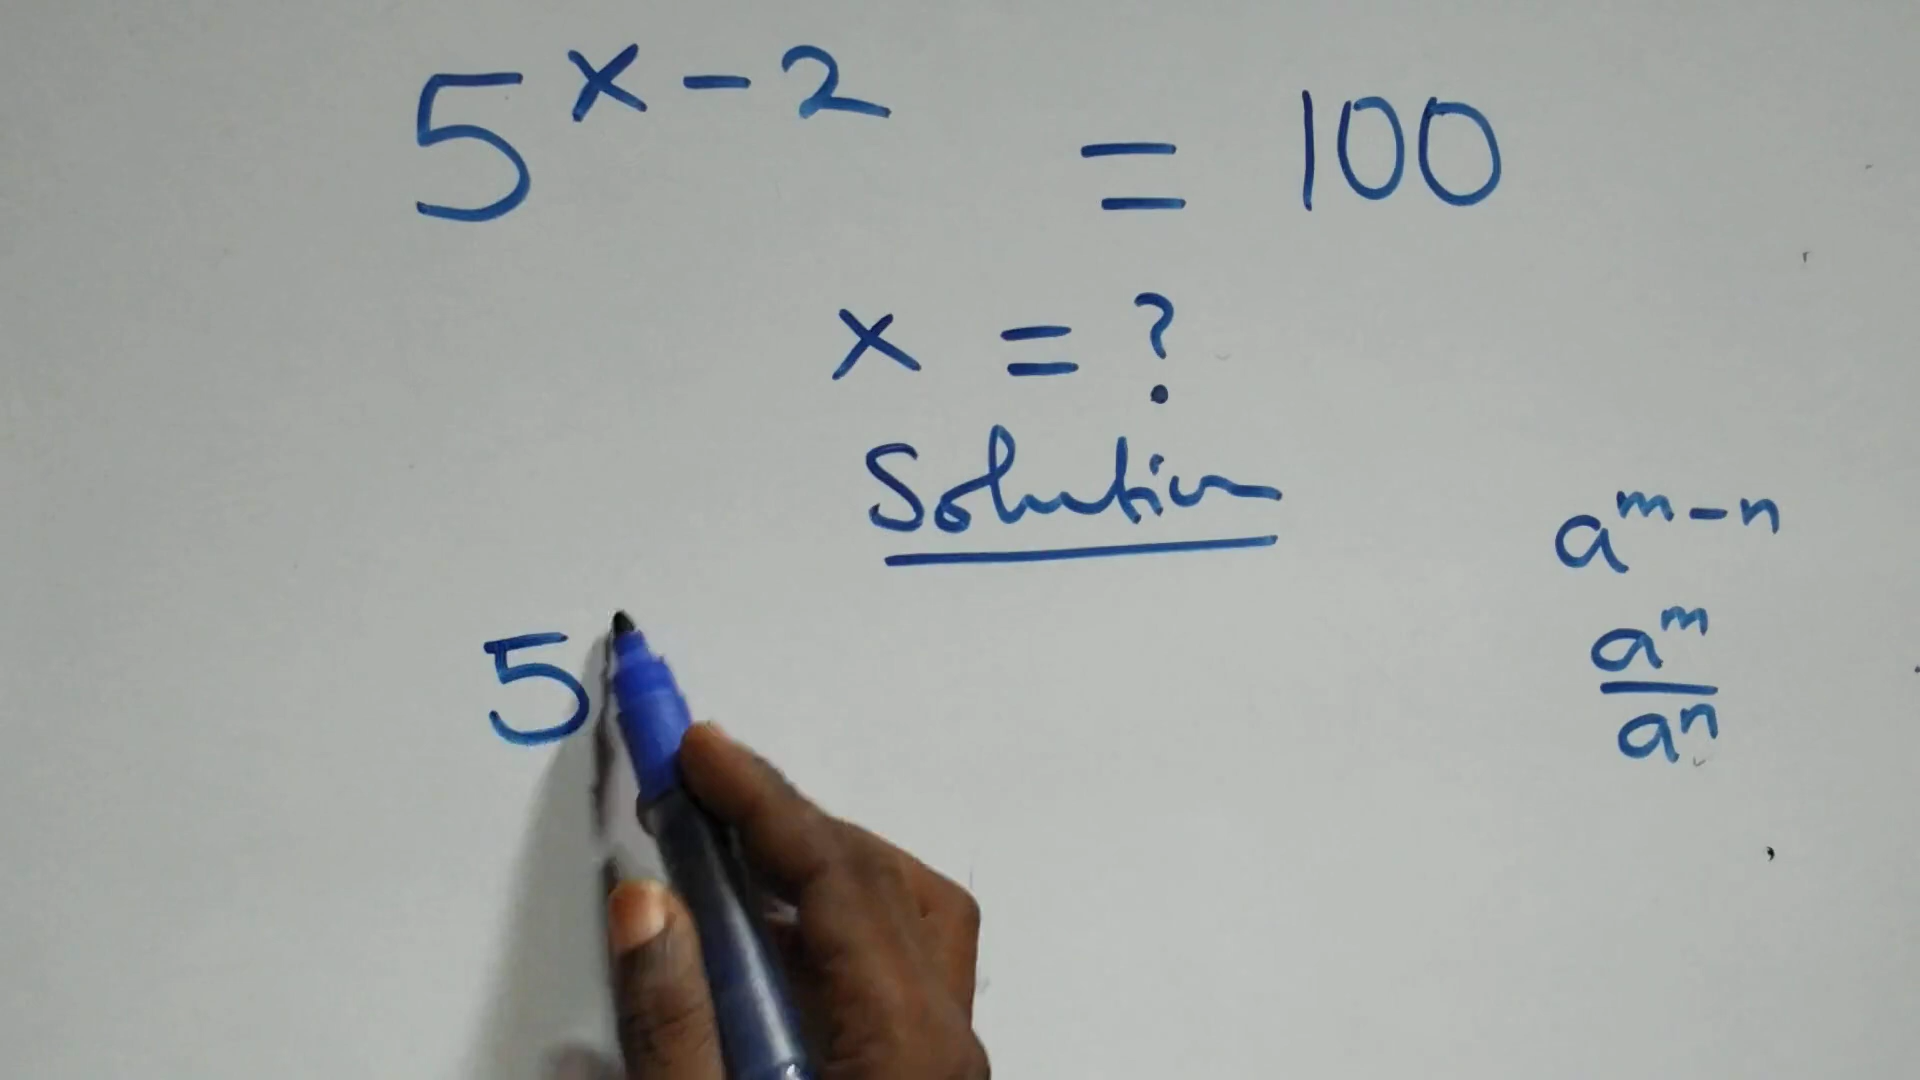 5^{x-2} = 100
x = ?
Solution
a^{m-n}
a^m
a^n
5